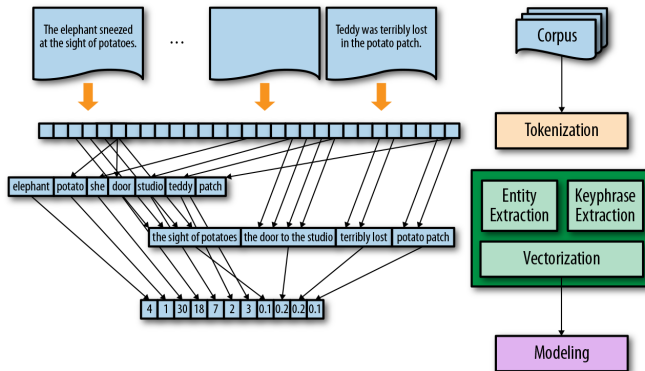 The elephant sneezed
at the sight of potatoes.
...
Teddy was terribly lost
in the potato patch.
Corpus
Tokenization
elephant potato she door studio teddy patch
Entity
Extraction
Keyphrase
Extraction
the sight of potatoes the door to the studio terribly lost potato patch
Vectorization
4 1 30 18 7 2 3 0.1 0.2 0.2 0.1
Modeling